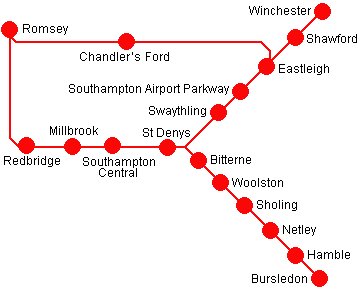 Winchester
Romsey
Shawford
Chandler's Ford
Eastleigh
Southampton Airport Parkway
Swaythling
Millbrook
St Denys
Redbridge
Southampton
Central
Bitterne
Woolston
Sholing
Netley
Hamble
Bursledon